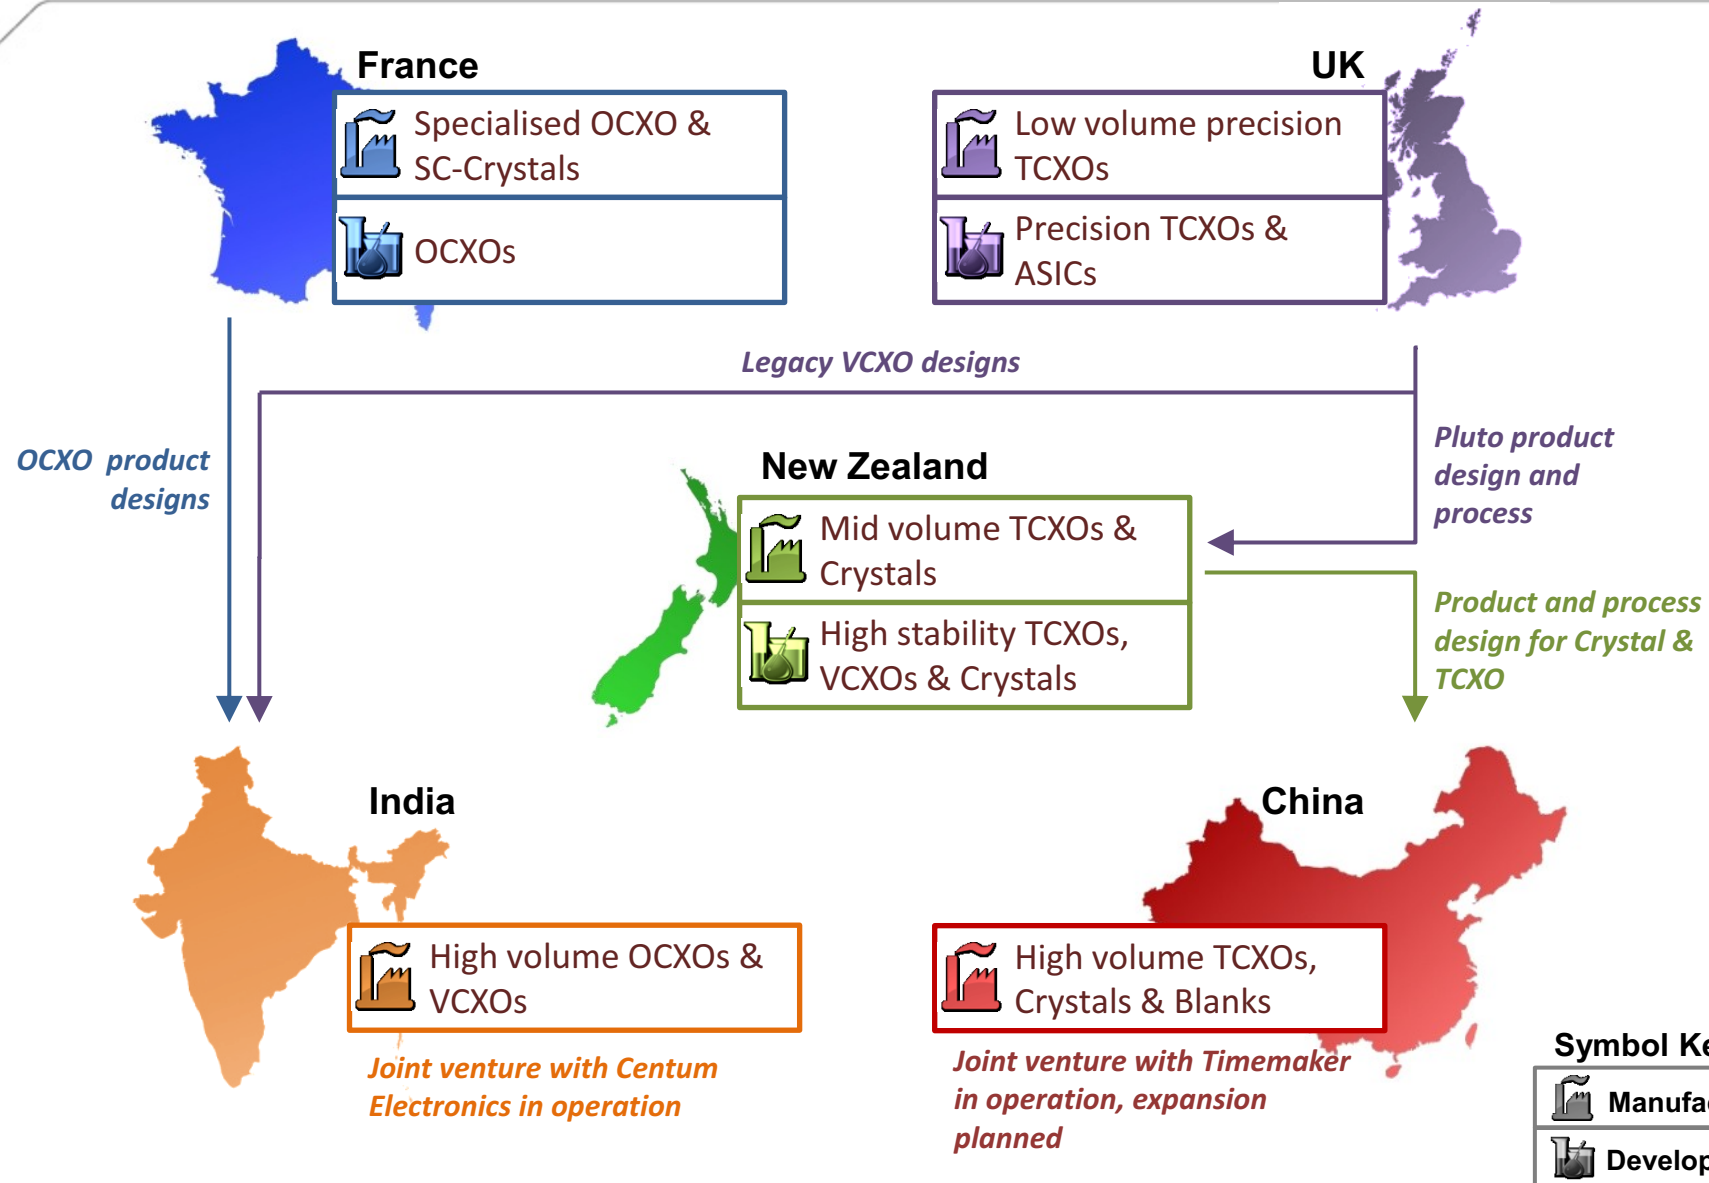 France
Specialised OCXO &
SC-Crystals
OCXOs
UK
Low volume precision
TCXOs
Precision TCXOs &
ASICs
Legacy VCXO designs
OCXO product
designs
Pluto product
design and
process
New Zealand
Mid volume TCXOs &
Crystals
High stability TCXOs,
VCXOs & Crystals
Product and process
design for Crystal &
TCXO
India
High volume OCXOs &
VCXOs
Joint venture with Centum
Electronics in operation
China
High volume TCXOs,
Crystals & Blanks
Joint venture with Timemaker
in operation, expansion
planned
Symbol